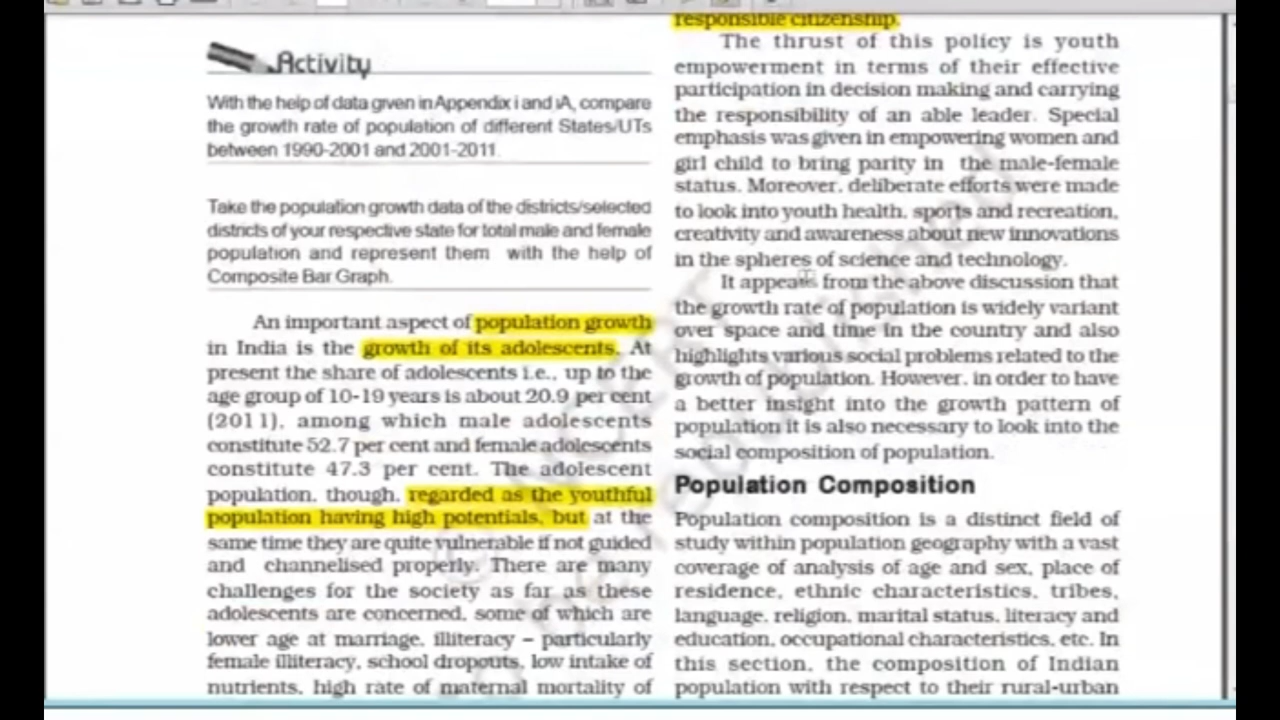 Activity
With the help of data given in Appendix i and iA, compare
the growth rate of population of different States/UTs
between 1990-2001 and 2001-2011.
Take the population growth data of the districts/selected
districts of your respective state for total male and female
population and represent them with the help of
Composite Bar Graph.
An important aspect of population growth
in India is the growth of its adolescents. At
present the share of adolescents i.e., up to the
age group of 10-19 years is about 20.9 per cent
(2011), among which male adolescents
constitute 52.7 per cent and female adolescents
constitute 47.3 per cent. The adolescent
population, though, regarded as the youthful
population having high potentials, but at the
same time they are quite vulnerable if not guided
and channelised properly. There are many
challenges for the society as far as these
adolescents are concerned, some of which are
lower age at marriage, illiteracy – particularly
female illiteracy, school dropouts, low intake of
nutrients, high rate of maternal mortality of
responsible citizenship.
The thrust of this policy is youth
empowerment in terms of their effective
participation in decision making and carrying
the responsibility of an able leader. Special
emphasis was given in empowering women and
girl child to bring parity in the male-female
status. Moreover, deliberate efforts were made
to look into youth health, sports and recreation,
creativity and awareness about new innovations
in the spheres of science and technology.
It appears from the above discussion that
the growth rate of population is widely variant
over space and time in the country and also
highlights various social problems related to the
growth of population. However, in order to have
a better insight into the growth pattern of
population it is also necessary to look into the
social composition of population.
Population Composition
Population composition is a distinct field of
study within population geography with a vast
coverage of analysis of age and sex, place of
residence, ethnic characteristics, tribes,
language, religion, marital status, literacy and
education, occupational characteristics, etc. In
this section, the composition of Indian
population with respect to their rural-urban